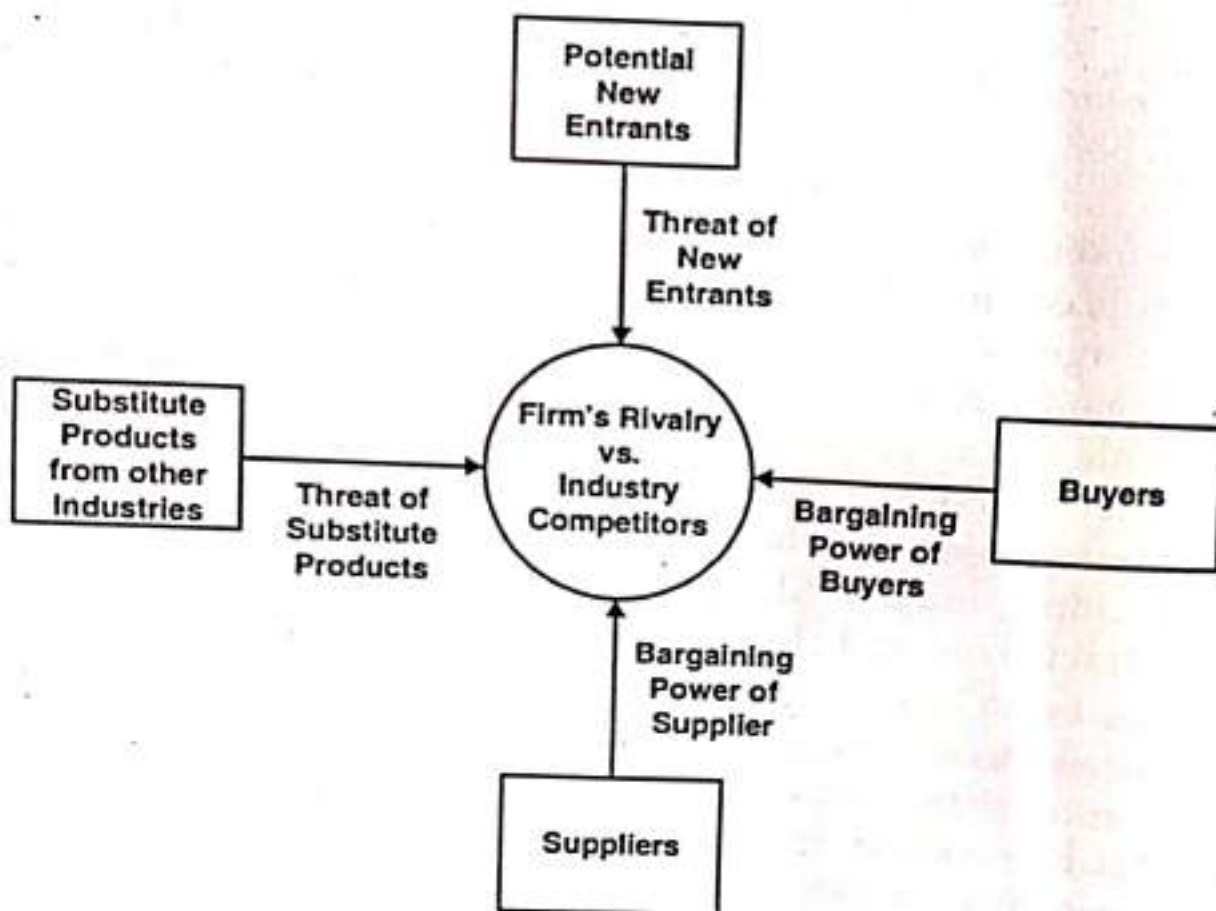 Potential
New
Entrants
Threat of
New
Entrants
Substitute
Products
from other
Industries
Threat of
Substitute
Products
Firm's Rivalry
vs.
Industry
Competitors
Bargaining
Power of
Buyers
Buyers
Bargaining
Power of
Supplier
Suppliers